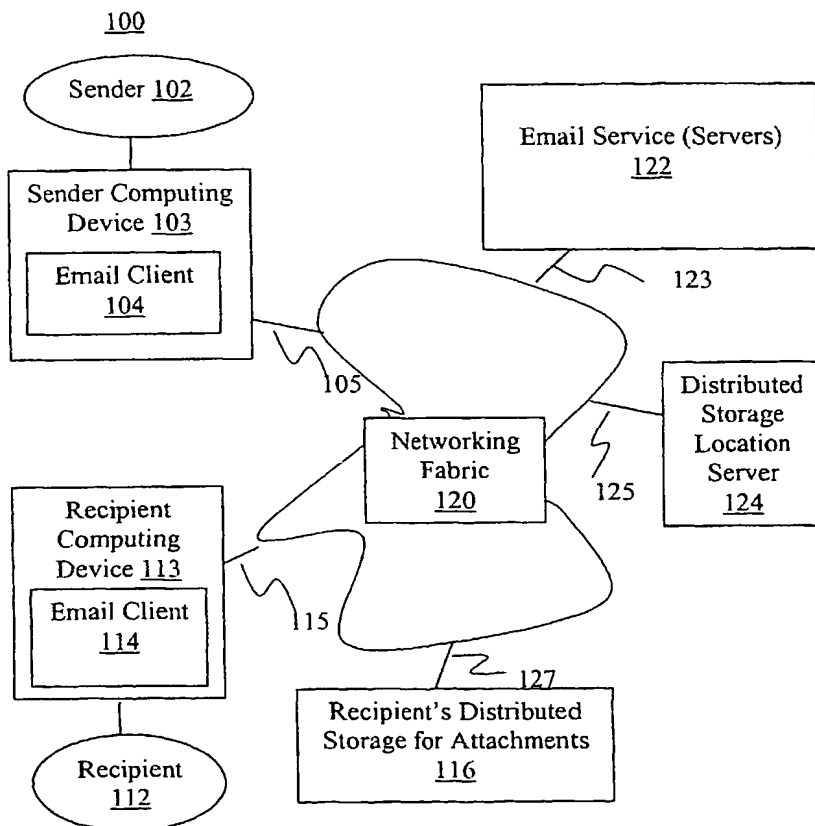 100
Sender 102
Sender Computing
Device 103
Email Client
104
105
Email Service (Servers)
122
123
Distributed
Storage
Location
Server
124
125
Networking
Fabric
120
Recipient
Computing
Device 113
Email Client
114
115
127
Recipient's Distributed
Storage for Attachments
116
Recipient
112